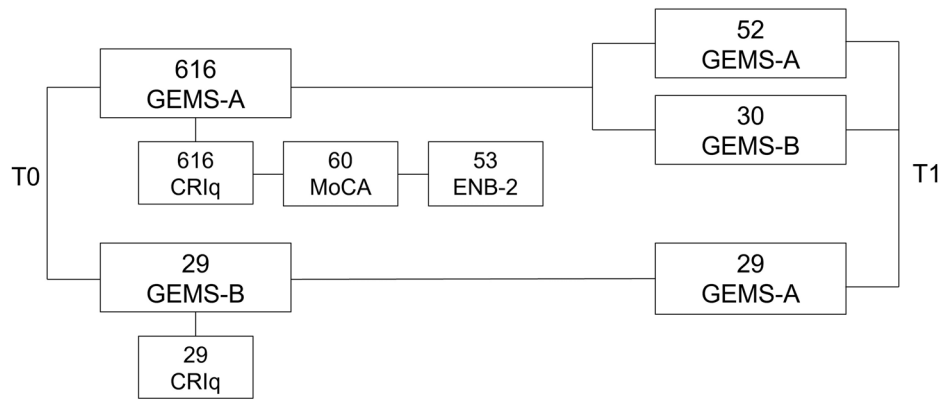 T0
616
GEMS-A
616
CRIq
60
MoCA
53
ENB-2
29
GEMS-B
29
CRIq
52
GEMS-A
30
GEMS-B
29
GEMS-A
T1